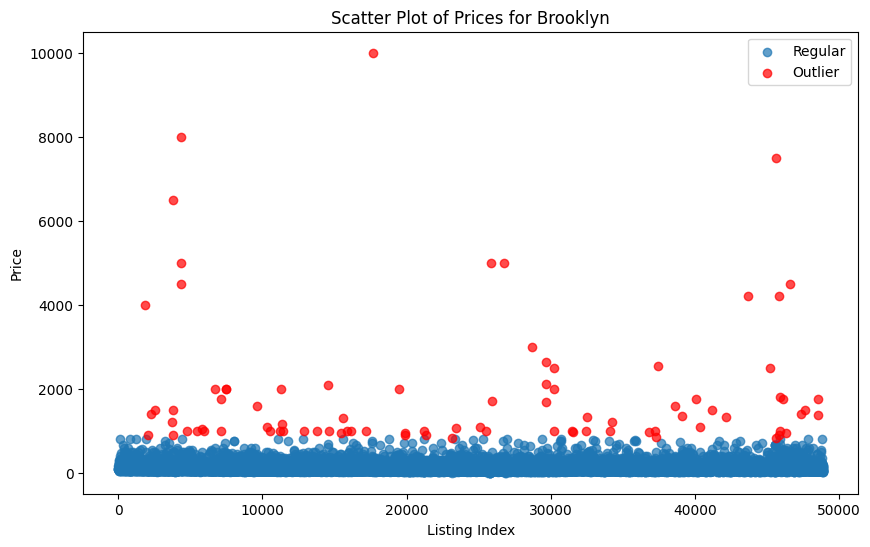 Scatter Plot of Prices for Brooklyn
Regular
Outlier
Price
10000
8000
6000
4000
2000
0
0 10000 20000 30000 40000 50000
Listing Index